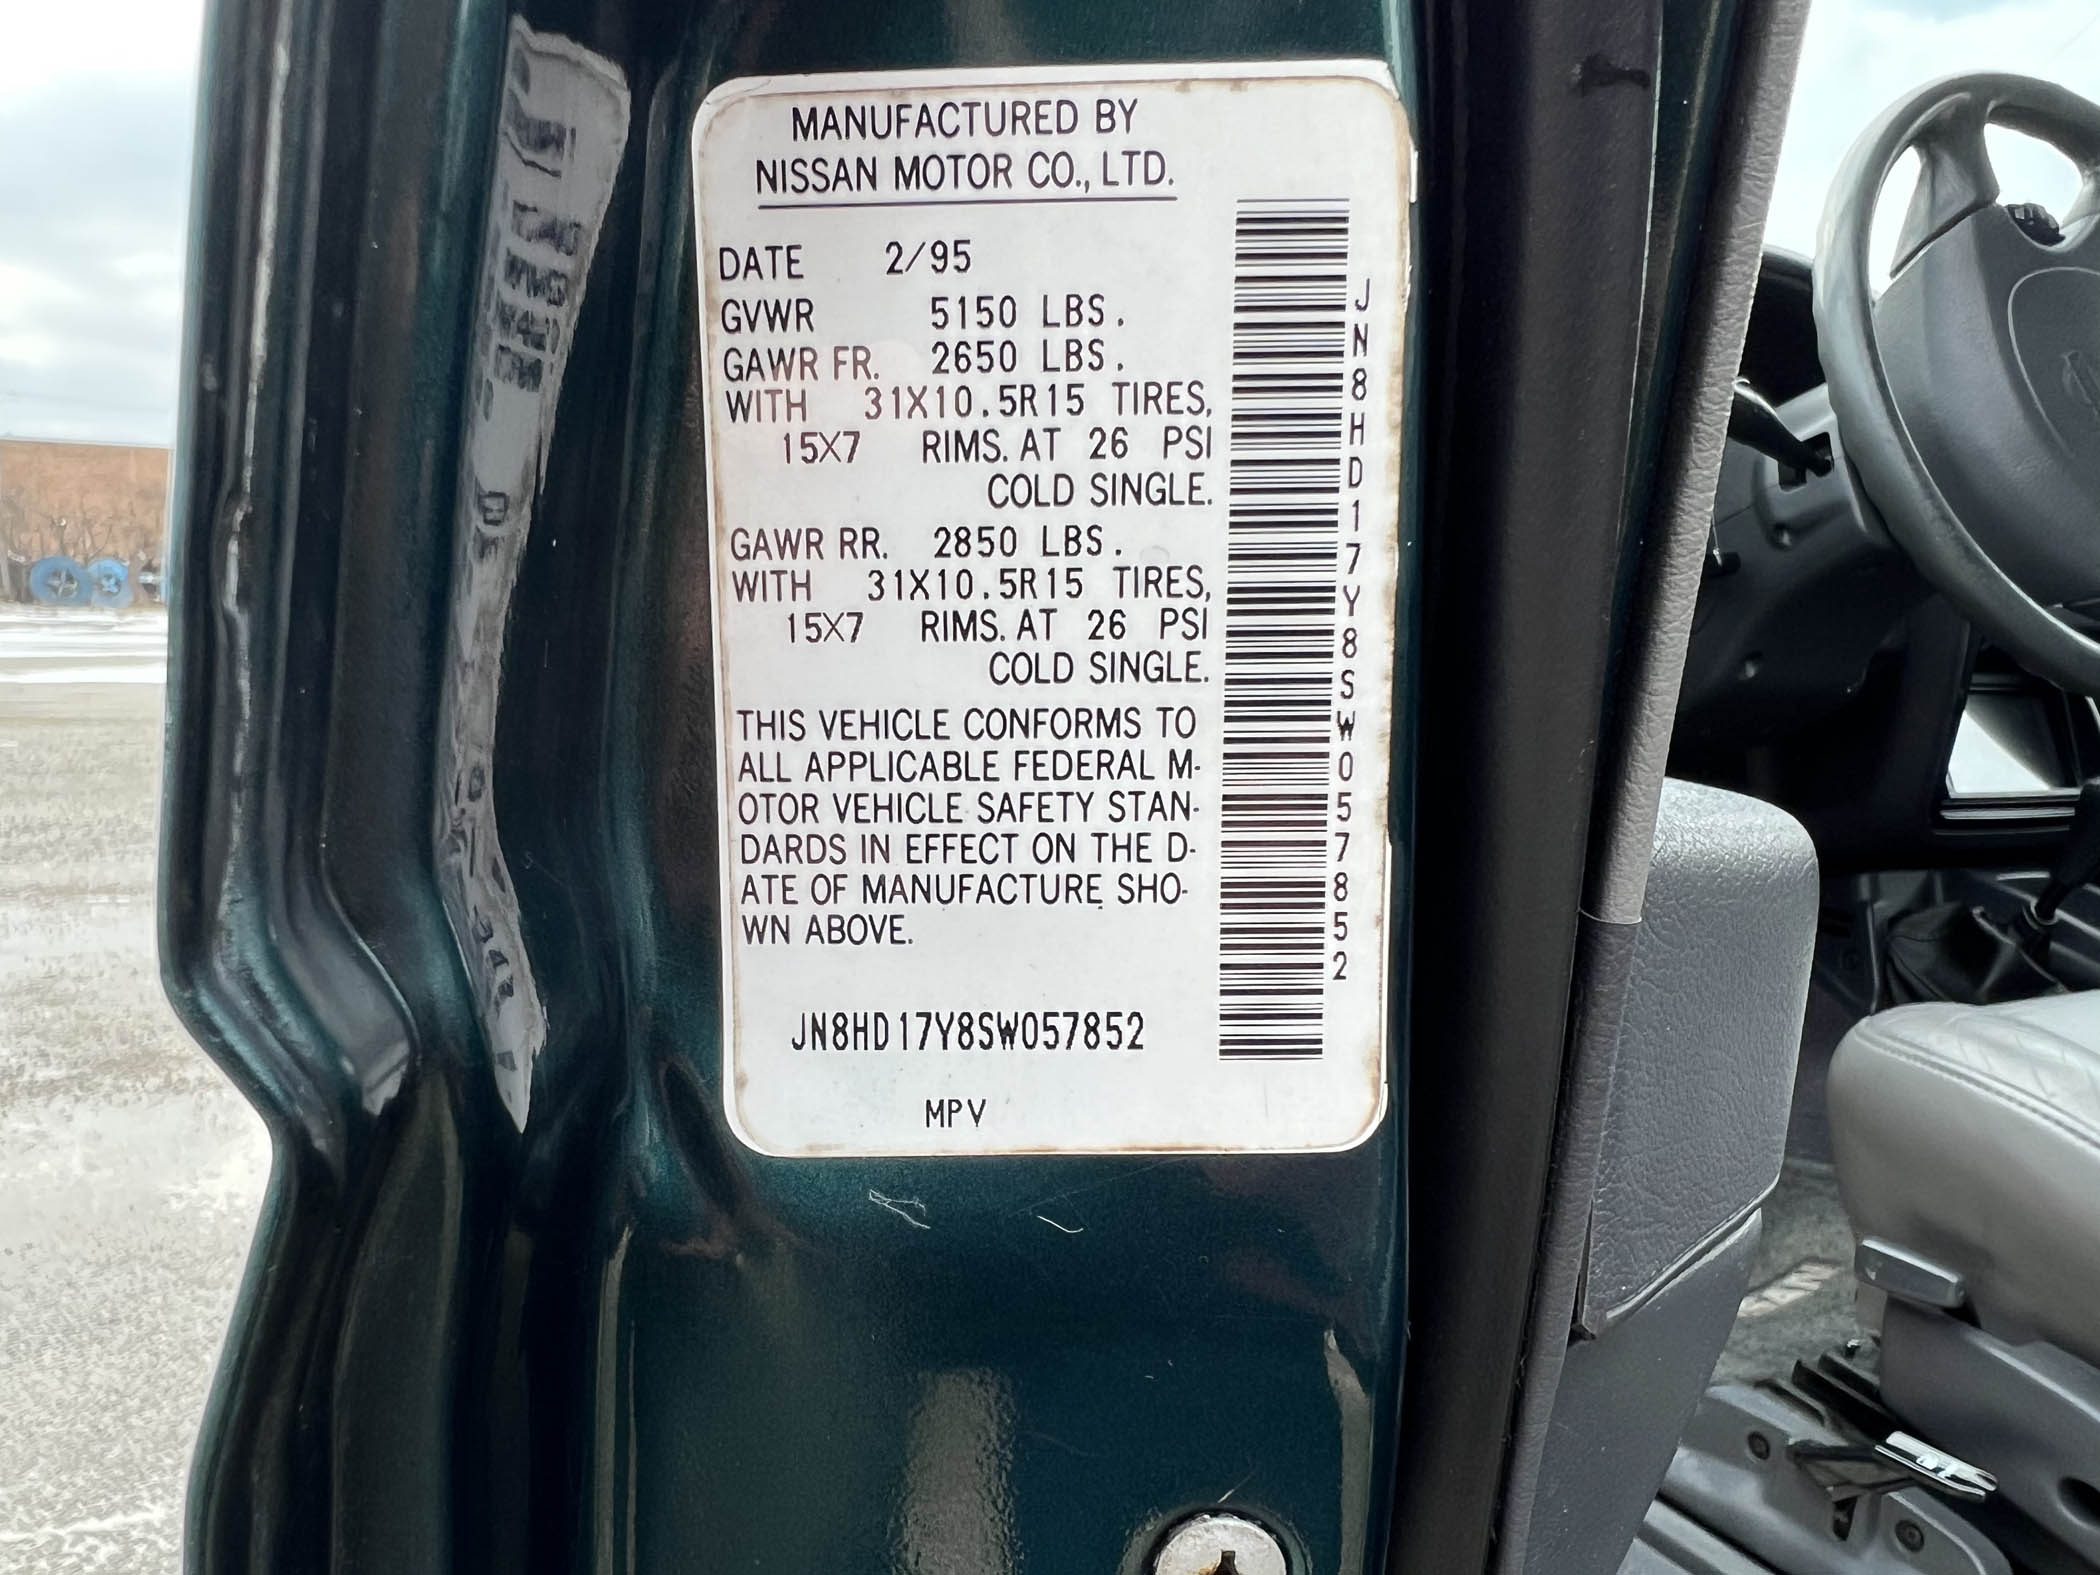 MANUFACTURED BY
NISSAN MOTOR CO., LTD.
DATE 2/95
GVWR 5150 LBS.
GAWR FR. 2650 LBS.
WITH 31X10.5R15 TIRES,
15X7 RIMS. AT 26 PSI
COLD SINGLE.
GAWR RR. 2850 LBS.
WITH 31X10.5R15 TIRES,
15X7 RIMS. AT 26 PSI
COLD SINGLE.
THIS VEHICLE CONFORMS TO
ALL APPLICABLE FEDERAL M-
OTOR VEHICLE SAFETY STAN-
DARDS IN EFFECT ON THE D-
ATE OF MANUFACTURE SHO-
WN ABOVE.
JN8HD17Y8SW057852
MPV
JN8HD17Y8SW057852